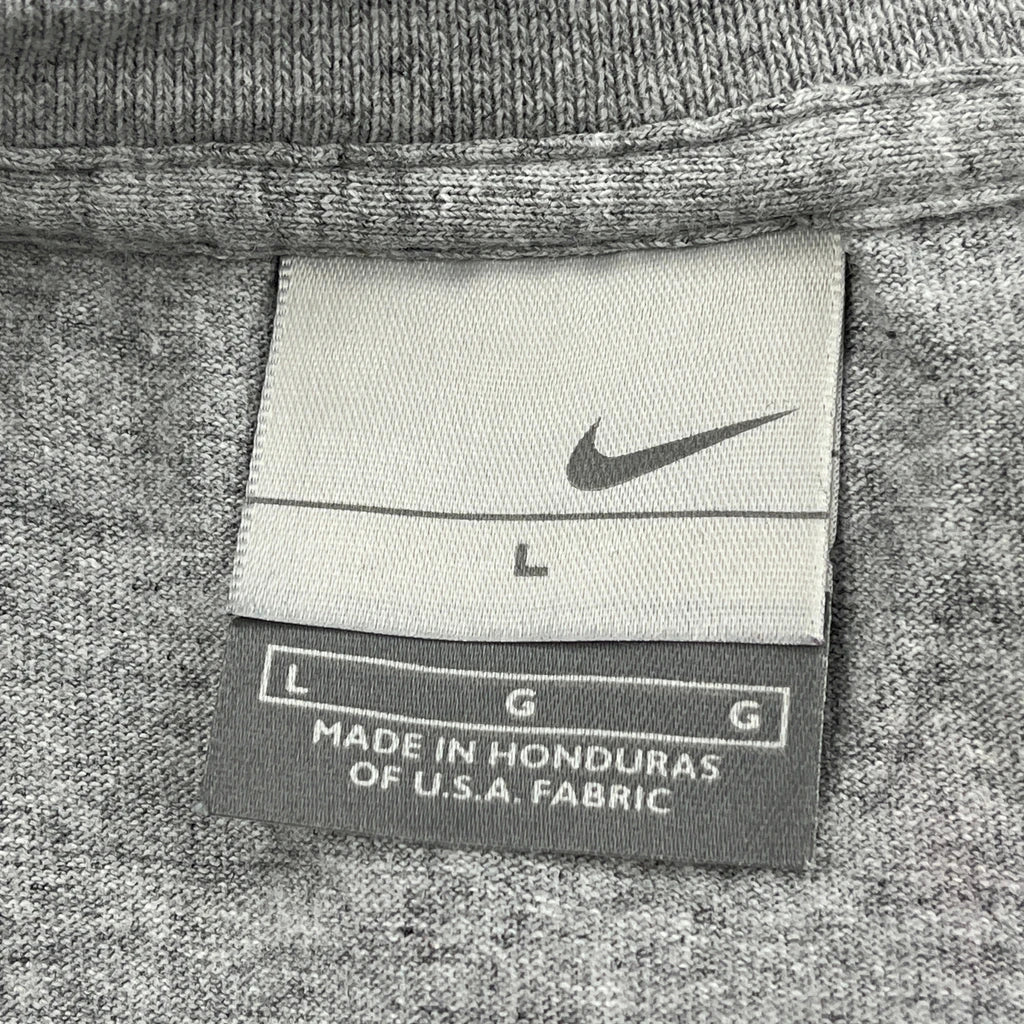 L
L G G
MADE IN HONDURAS
OF U.S.A. FABRIC